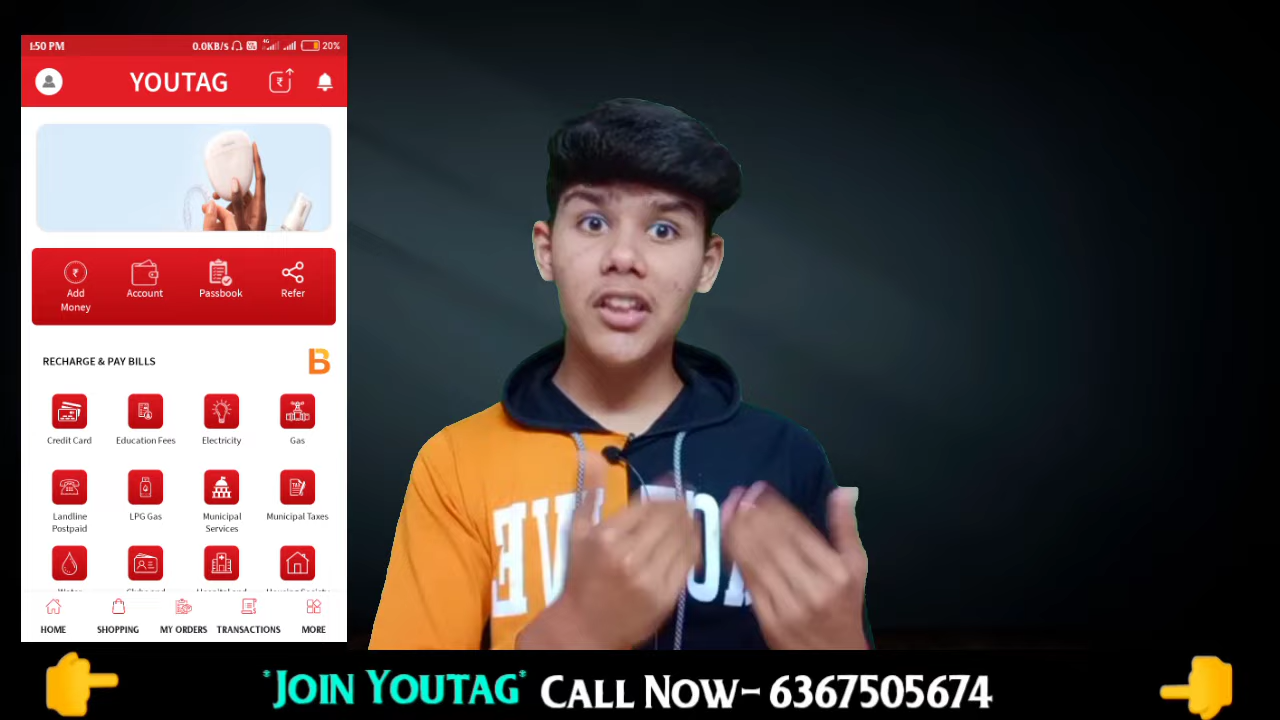 1:50 PM 0.0KB/s 4G 20%
YOUTAG
Add Money
Account
Passbook
Refer
RECHARGE & PAY BILLS
B
Credit Card
Education Fees
Electricity
Gas
Landline Postpaid
LPG Gas
Municipal Services
Municipal Taxes
HOME
SHOPPING
MY ORDERS
TRANSACTIONS
MORE
*JOIN YOUTAG* CALL NOW- 6367505674